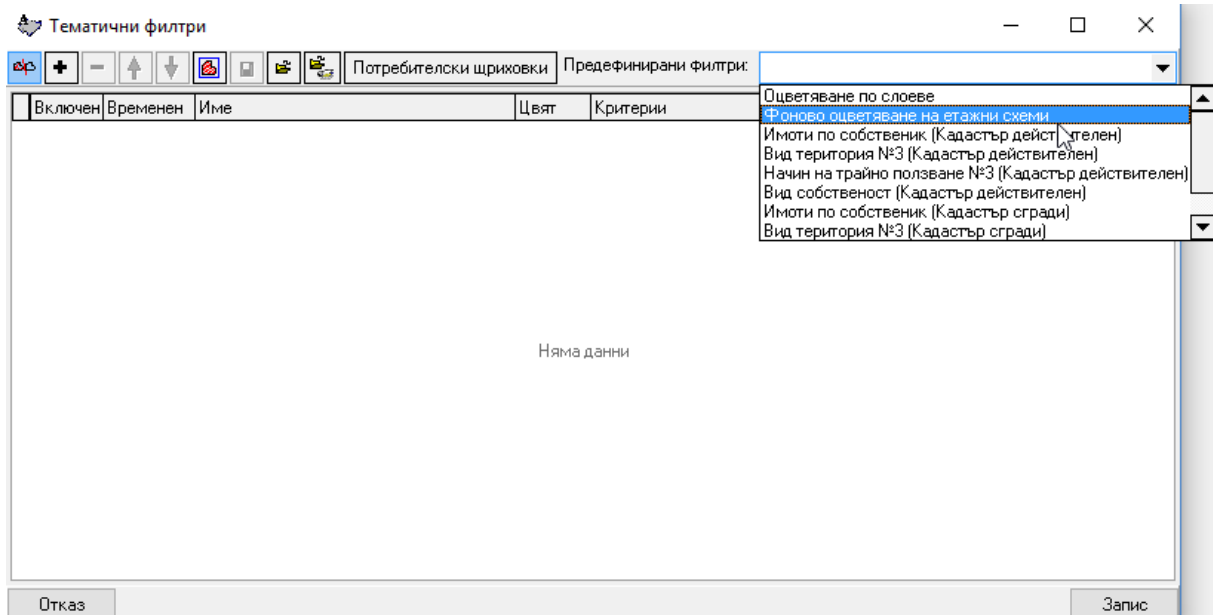 Тематични филтри
Потребителски щриховки Предефинирани филтри:
Включен Временен Име Цвят Критерии
Оцветяване по слоеве
Фоново оцветяване на етажни схеми
Имоти по собственик (Кадастър действителен)
Вид територия №3 (Кадастър действителен)
Начин на трайно ползване №3 (Кадастър действителен)
Вид собственост (Кадастър действителен)
Имоти по собственик (Кадастър сгради)
Вид територия №3 (Кадастър сгради)
Няма данни
Отказ Запис